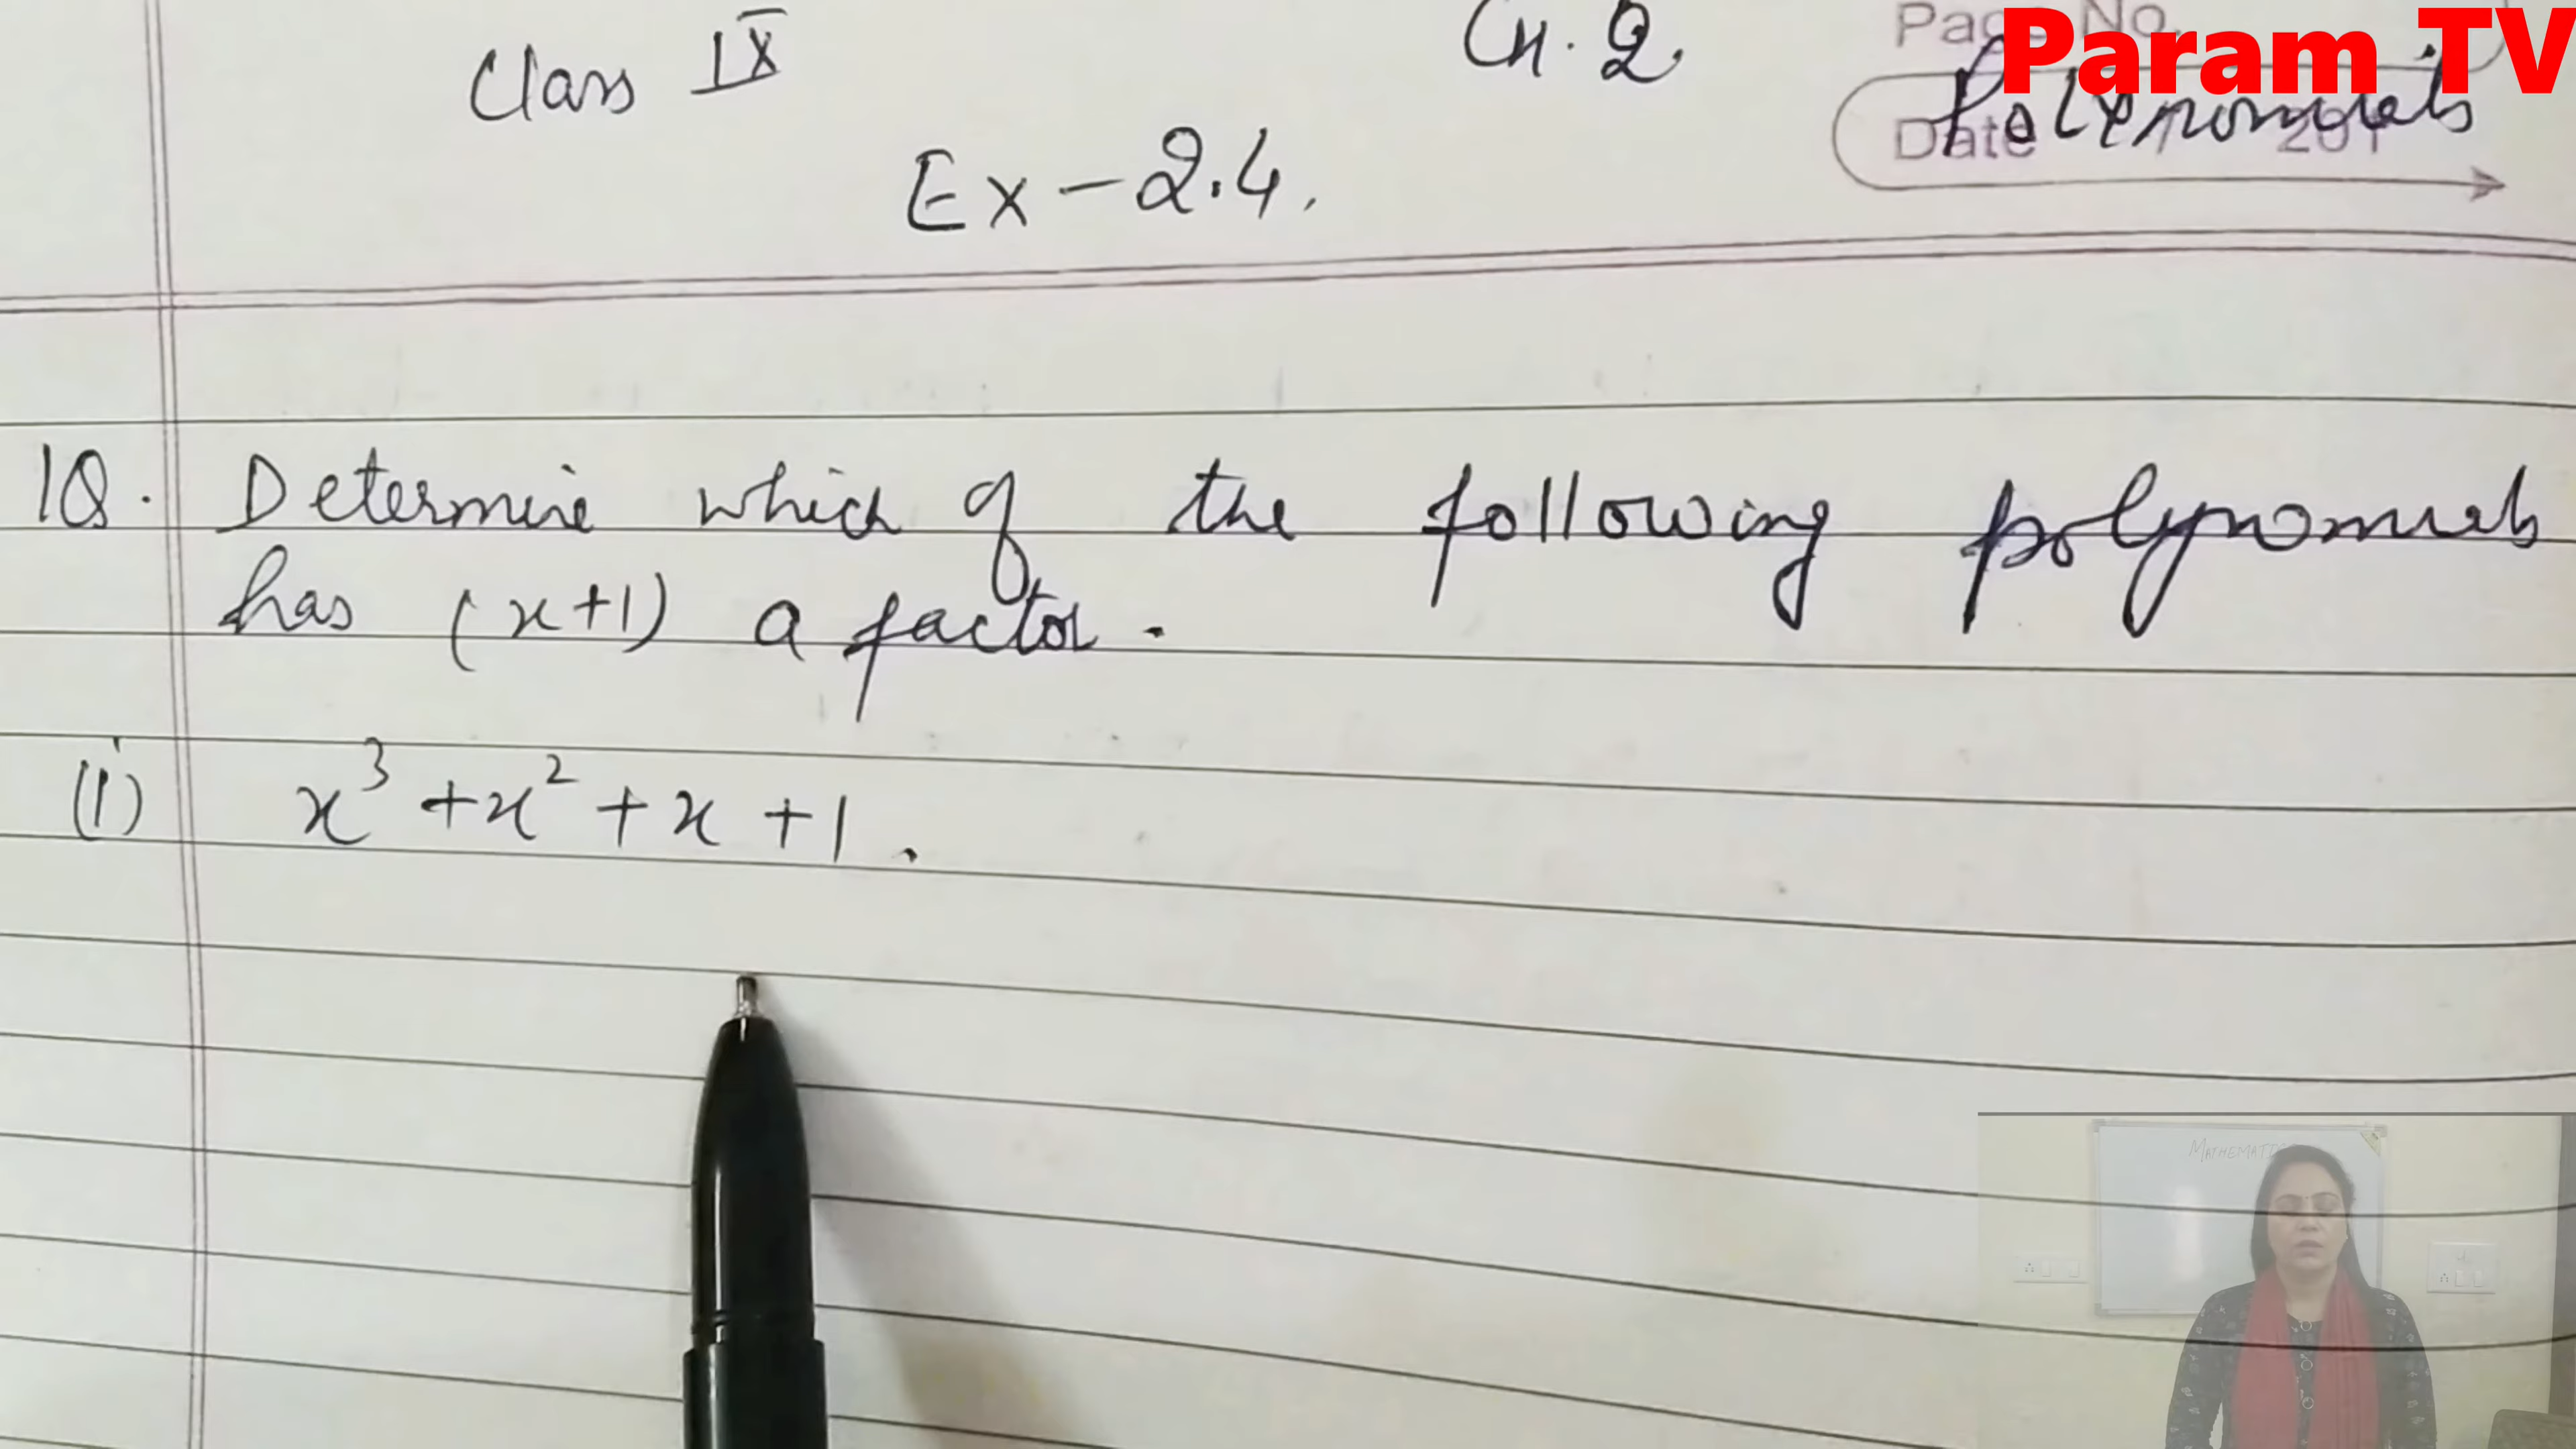 Class IX
Ch. 2.
Page No.
Param TV
Polynomials
Date 201
Ex - 2.4.
1Q. Determine which of the following polynomials
has (x+1) a factor.
(i) x³ + x² + x + 1.
MATHEMATI